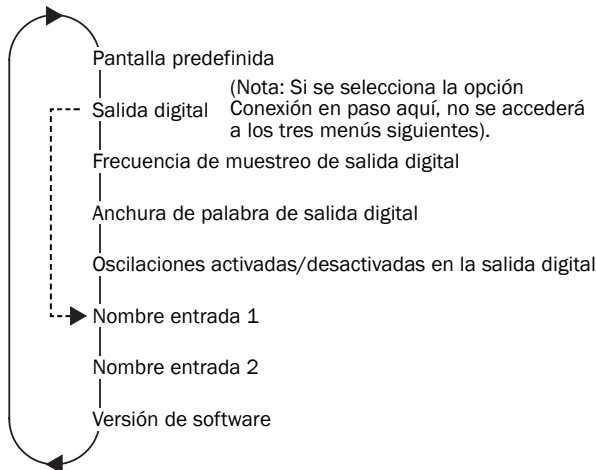 Pantalla predefinida
(Nota: Si se selecciona la opción
Salida digital Conexión en paso aquí, no se accederá
a los tres menús siguientes).
Frecuencia de muestreo de salida digital
Anchura de palabra de salida digital
Oscilaciones activadas/desactivadas en la salida digital
Nombre entrada 1
Nombre entrada 2
Versión de software